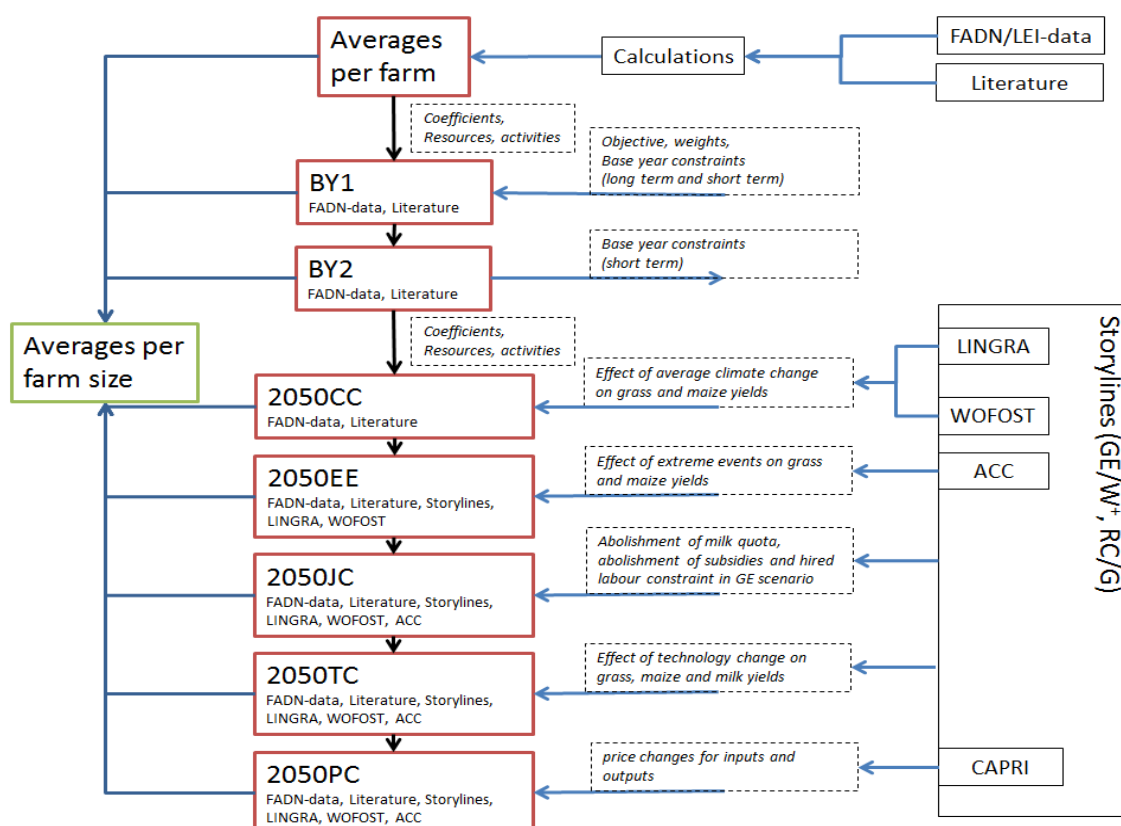 Averages
per farm
Calculations
FADN/LEI-data
Literature
Coefficients,
Resources, activities
Objective, weights,
Base year constraints
(long term and short term)
BY1
FADN-data, Literature
BY2
FADN-data, Literature
Base year constraints
(short term)
Averages per
farm size
Coefficients,
Resources, activities
Storylines (GE/W⁺, RC/G)
2050CC
FADN-data, Literature
Effect of average climate change
on grass and maize yields
LINGRA
WOFOST
2050EE
FADN-data, Literature, Storylines,
LINGRA, WOFOST
Effect of extreme events on grass
and maize yields
ACC
2050JC
FADN-data, Literature, Storylines,
LINGRA, WOFOST, ACC
Abolishment of milk quota,
abolishment of subsidies and hired
labour constraint in GE scenario
2050TC
FADN-data, Literature, Storylines,
LINGRA, WOFOST, ACC
Effect of technology change on
grass, maize and milk yields
2050PC
FADN-data, Literature, Storylines,
LINGRA, WOFOST, ACC
price changes for inputs and
outputs
CAPRI